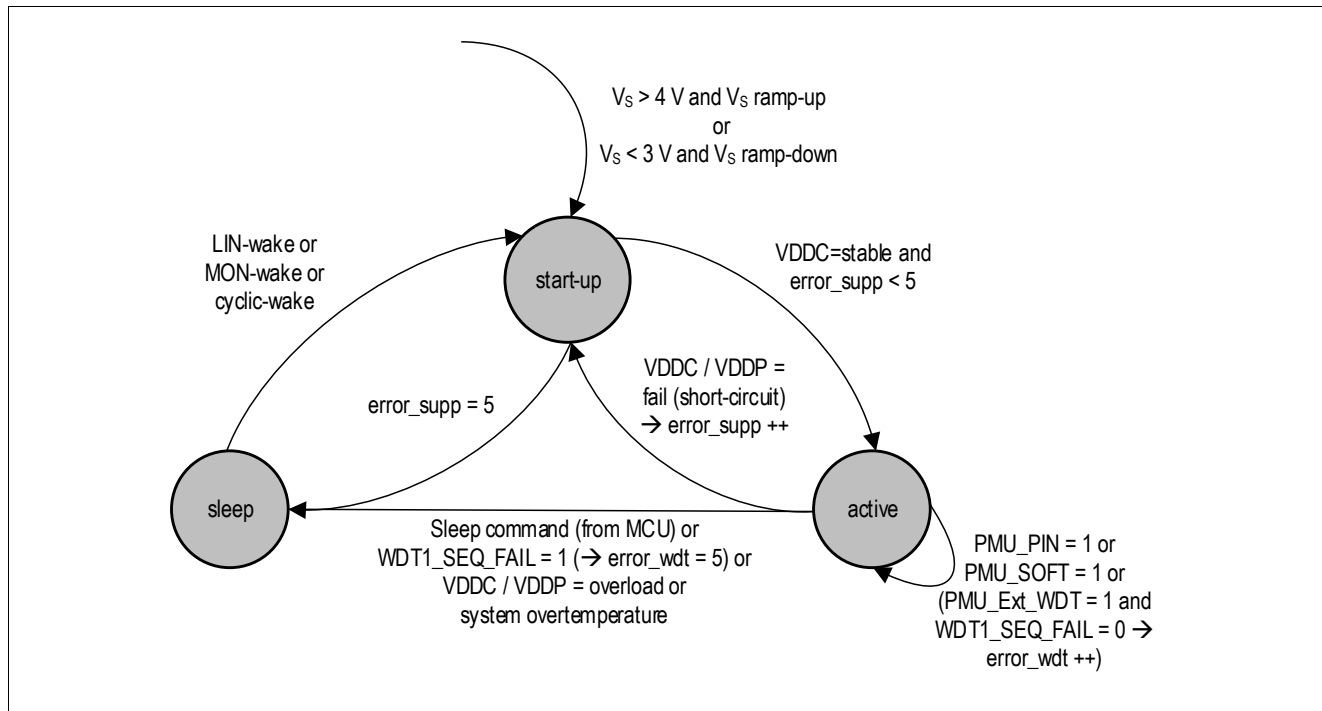 V_S > 4 V and V_S ramp-up
or
V_S < 3 V and V_S ramp-down
LIN-wake or
MON-wake or
cyclic-wake
start-up
VDDC=stable and
error_supp < 5
VDDC / VDDP =
fail (short-circuit)
→ error_supp ++
error_supp = 5
sleep
active
Sleep command (from MCU) or
WDT1_SEQ_FAIL = 1 (→ error_wdt = 5) or
VDDC / VDDP = overload or
system overtemperature
PMU_PIN = 1 or
PMU_SOFT = 1 or
(PMU_Ext_WDT = 1 and
WDT1_SEQ_FAIL = 0 →
error_wdt ++)